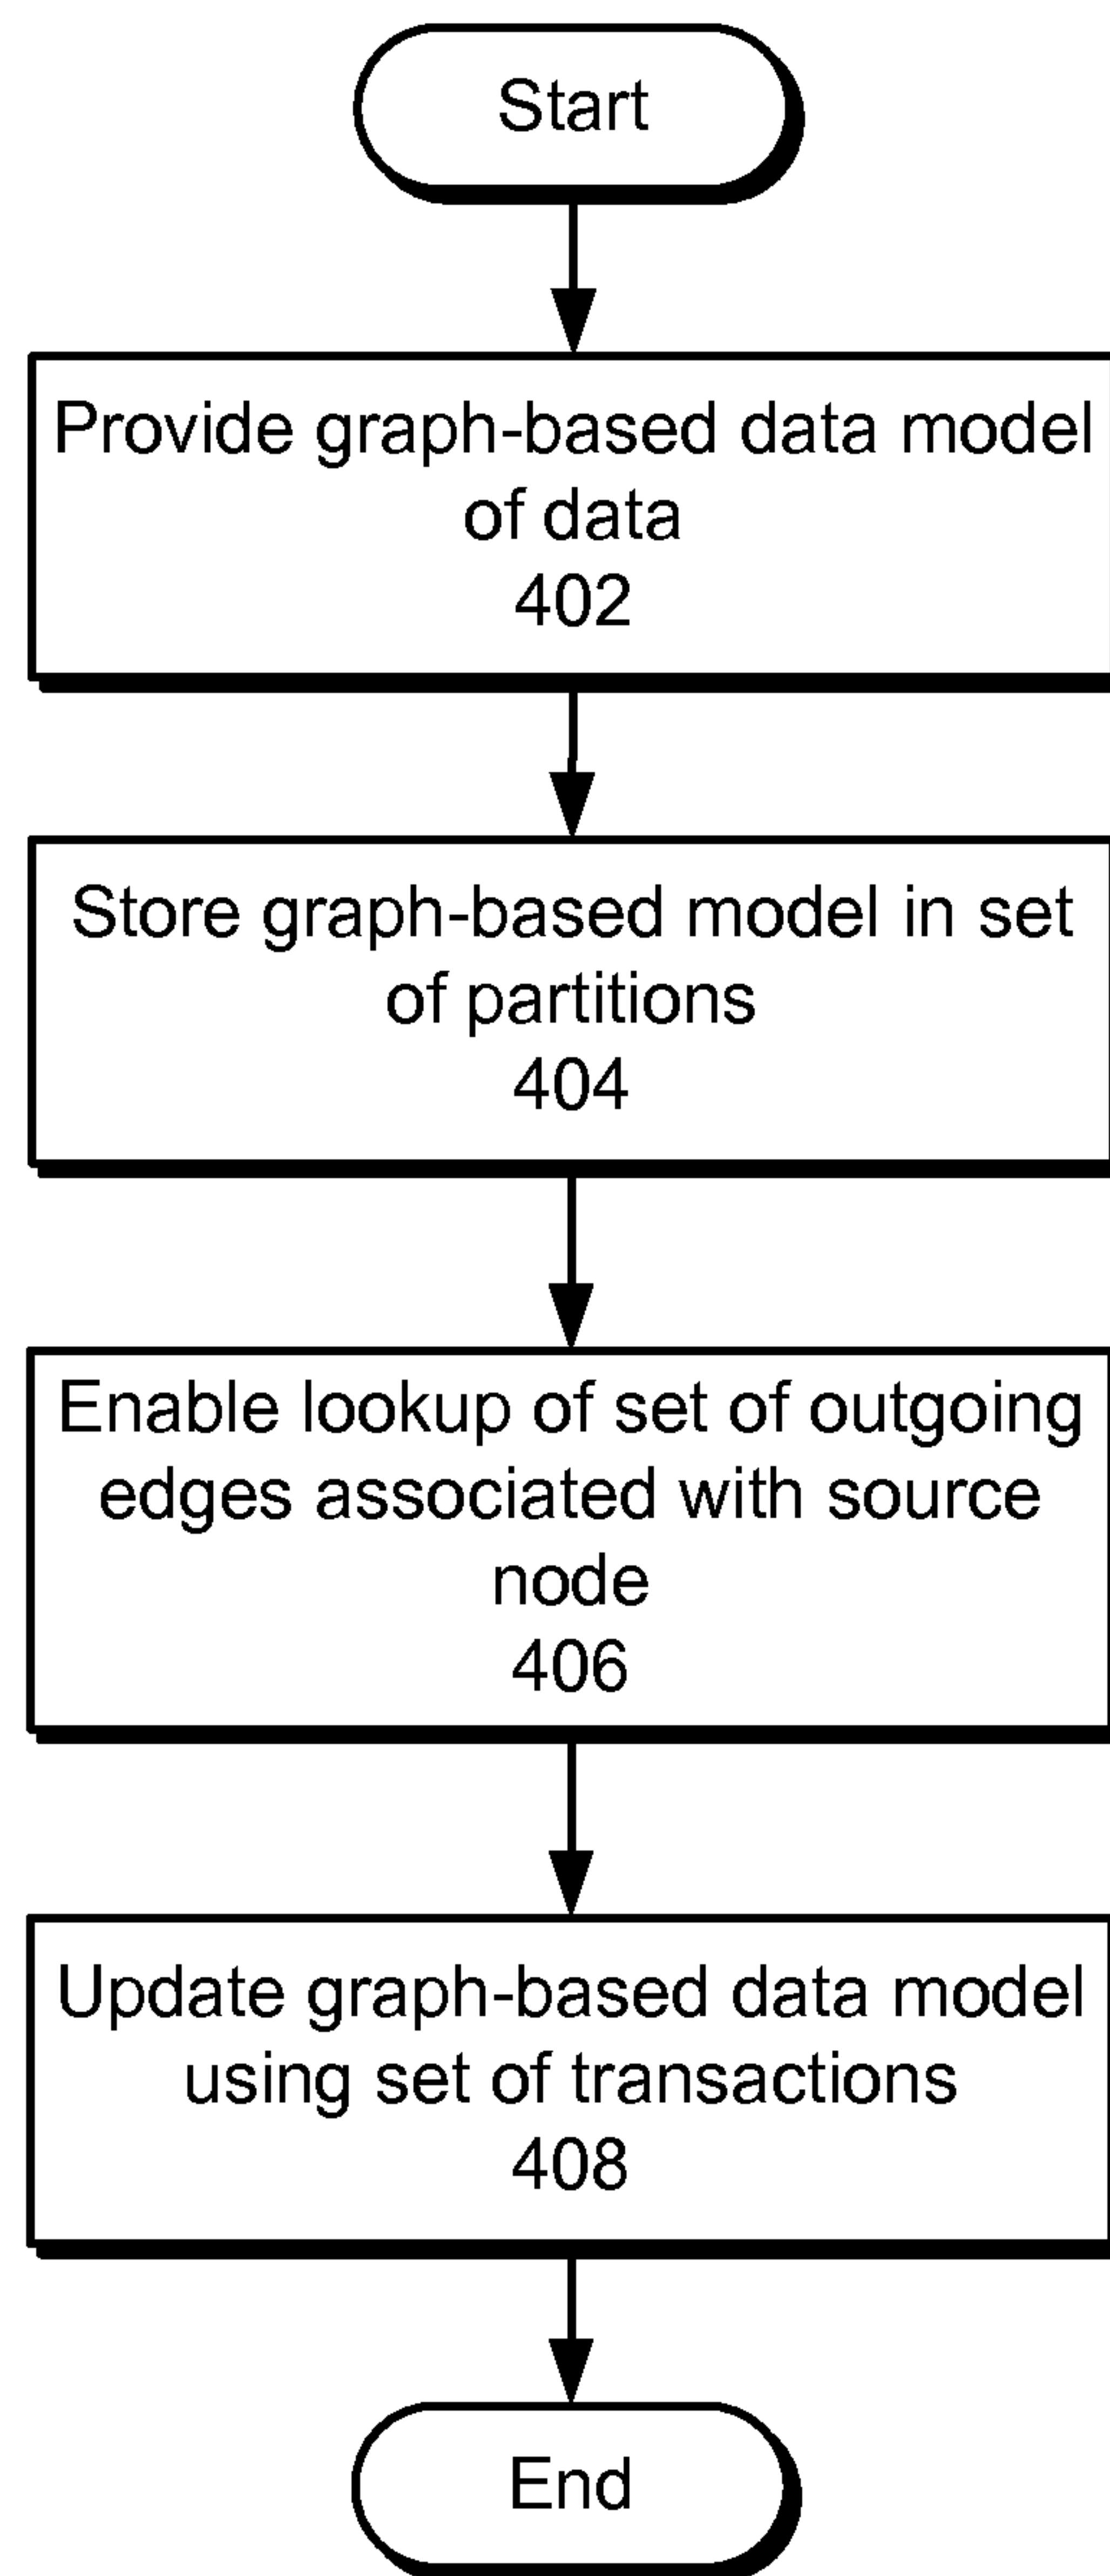 Start
Provide graph-based data model
of data
402
Store graph-based model in set
of partitions
404
Enable lookup of set of outgoing
edges associated with source
node
406
Update graph-based data model
using set of transactions
408
End